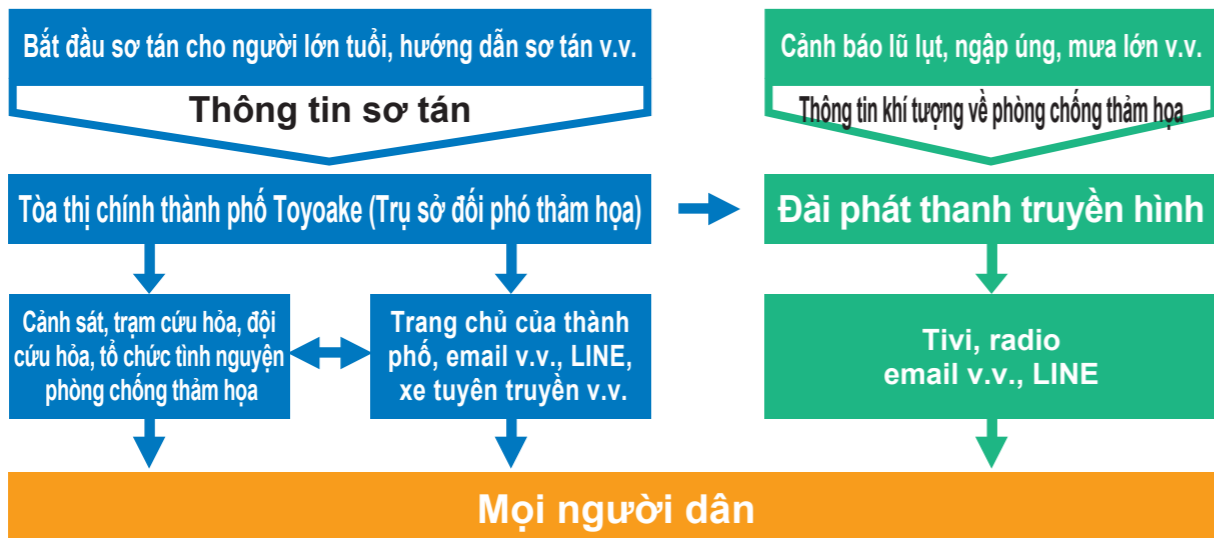 Bắt đầu sơ tán cho người lớn tuổi, hướng dẫn sơ tán v.v.
Thông tin sơ tán
Cảnh báo lũ lụt, ngập úng, mưa lớn v.v.
Thông tin khí tượng về phòng chống thảm họa
Tòa thị chính thành phố Toyoake (Trụ sở đối phó thảm họa)
Đài phát thanh truyền hình
Cảnh sát, trạm cứu hỏa, đội
cứu hỏa, tổ chức tình nguyện
phòng chống thảm họa
Trang chủ của thành
phố, email v.v., LINE,
xe tuyên truyền v.v.
Tivi, radio
email v.v., LINE
Mọi người dân